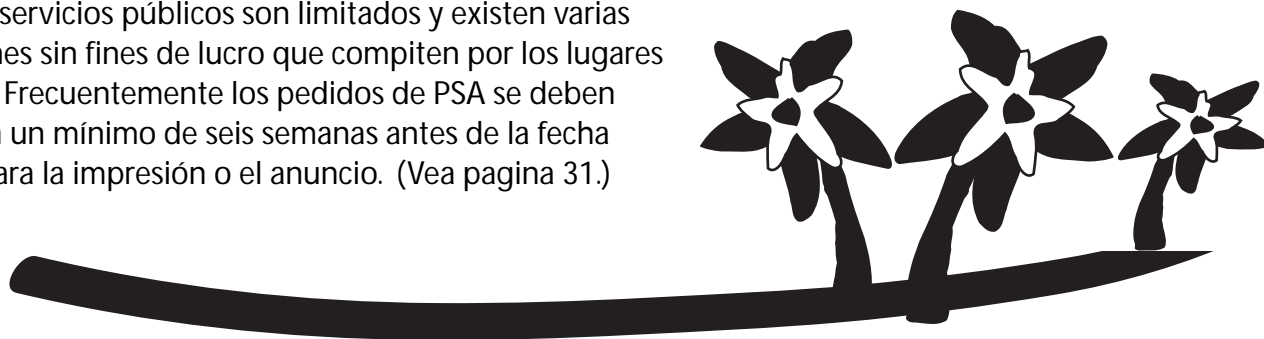 servicios públicos son limitados y existen varias
nes sin fines de lucro que compiten por los lugares
Frecuentemente los pedidos de PSA se deben
un mínimo de seis semanas antes de la fecha
ara la impresión o el anuncio. (Vea pagina 31.)